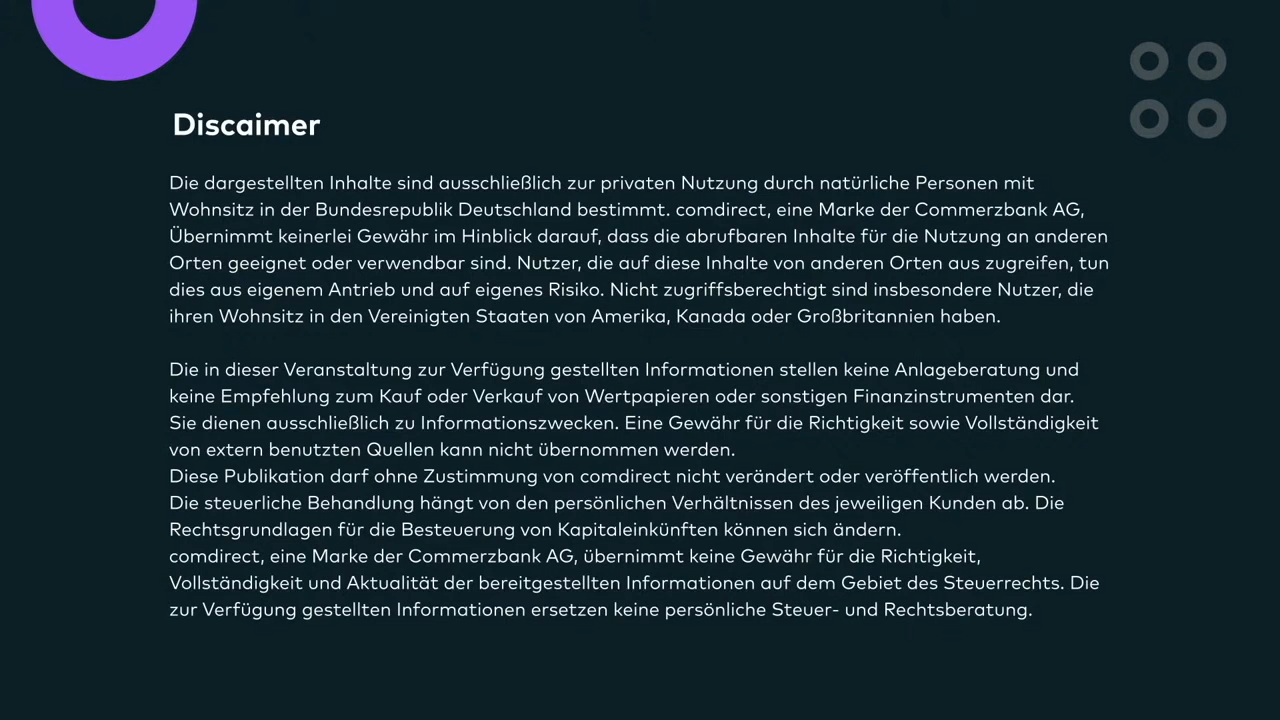 Discaimer
Die dargestellten Inhalte sind ausschließlich zur privaten Nutzung durch natürliche Personen mit
Wohnsitz in der Bundesrepublik Deutschland bestimmt. comdirect, eine Marke der Commerzbank AG,
Übernimmt keinerlei Gewähr im Hinblick darauf, dass die abrufbaren Inhalte für die Nutzung an anderen
Orten geeignet oder verwendbar sind. Nutzer, die auf diese Inhalte von anderen Orten aus zugreifen, tun
dies aus eigenem Antrieb und auf eigenes Risiko. Nicht zugriffsberechtigt sind insbesondere Nutzer, die
ihren Wohnsitz in den Vereinigten Staaten von Amerika, Kanada oder Großbritannien haben.
Die in dieser Veranstaltung zur Verfügung gestellten Informationen stellen keine Anlageberatung und
keine Empfehlung zum Kauf oder Verkauf von Wertpapieren oder sonstigen Finanzinstrumenten dar.
Sie dienen ausschließlich zu Informationszwecken. Eine Gewähr für die Richtigkeit sowie Vollständigkeit
von extern benutzten Quellen kann nicht übernommen werden.
Diese Publikation darf ohne Zustimmung von comdirect nicht verändert oder veröffentlich werden.
Die steuerliche Behandlung hängt von den persönlichen Verhältnissen des jeweiligen Kunden ab. Die
Rechtsgrundlagen für die Besteuerung von Kapitaleinkünften können sich ändern.
comdirect, eine Marke der Commerzbank AG, übernimmt keine Gewähr für die Richtigkeit,
Vollständigkeit und Aktualität der bereitgestellten Informationen auf dem Gebiet des Steuerrechts. Die
zur Verfügung gestellten Informationen ersetzen keine persönliche Steuer- und Rechtsberatung.